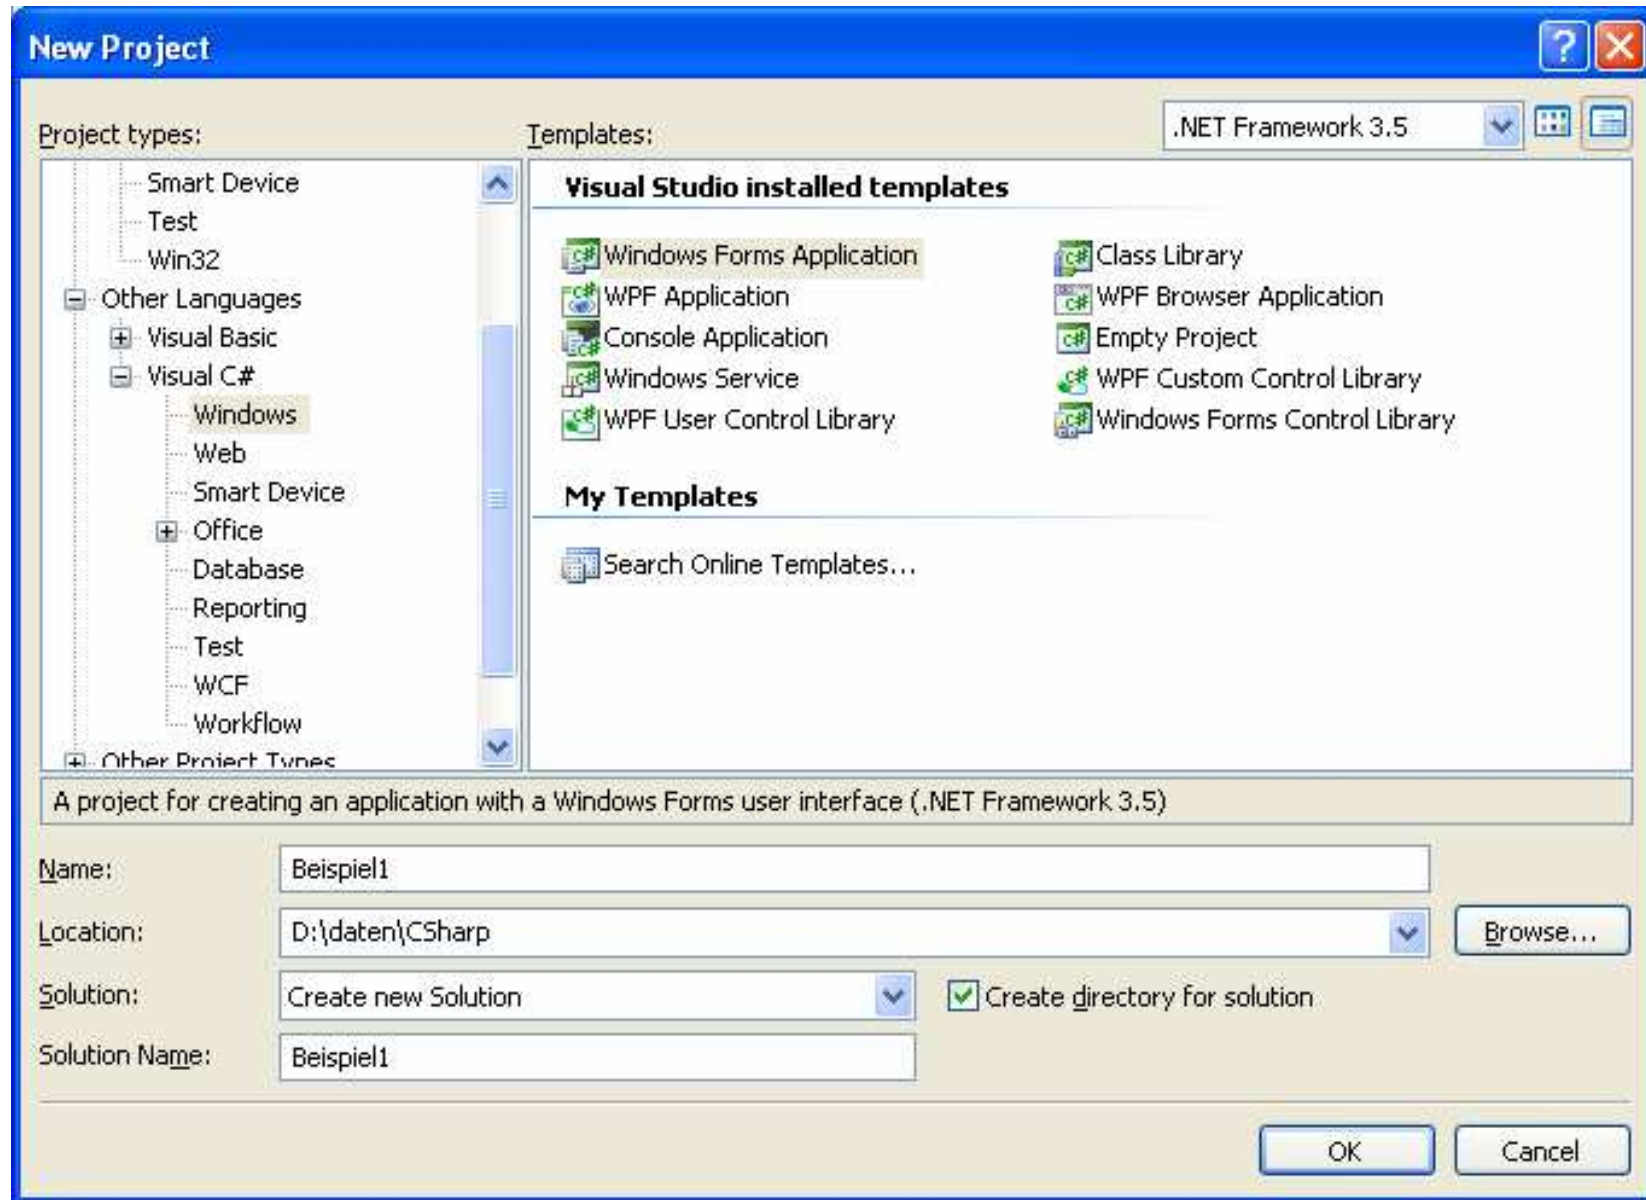 New Project
Project types:
Templates:
.NET Framework 3.5
Smart Device
Test
Win32
Other Languages
Visual Basic
Visual C#
Windows
Web
Smart Device
Office
Database
Reporting
Test
WCF
Workflow
Other Project Types
Visual Studio installed templates
Windows Forms Application
Class Library
WPF Application
WPF Browser Application
Console Application
Empty Project
Windows Service
WPF Custom Control Library
WPF User Control Library
Windows Forms Control Library
My Templates
Search Online Templates...
A project for creating an application with a Windows Forms user interface (.NET Framework 3.5)
Name:
Beispiel1
Location:
D:\daten\CSharp
Browse...
Solution:
Create new Solution
Create directory for solution
Solution Name:
Beispiel1
OK
Cancel